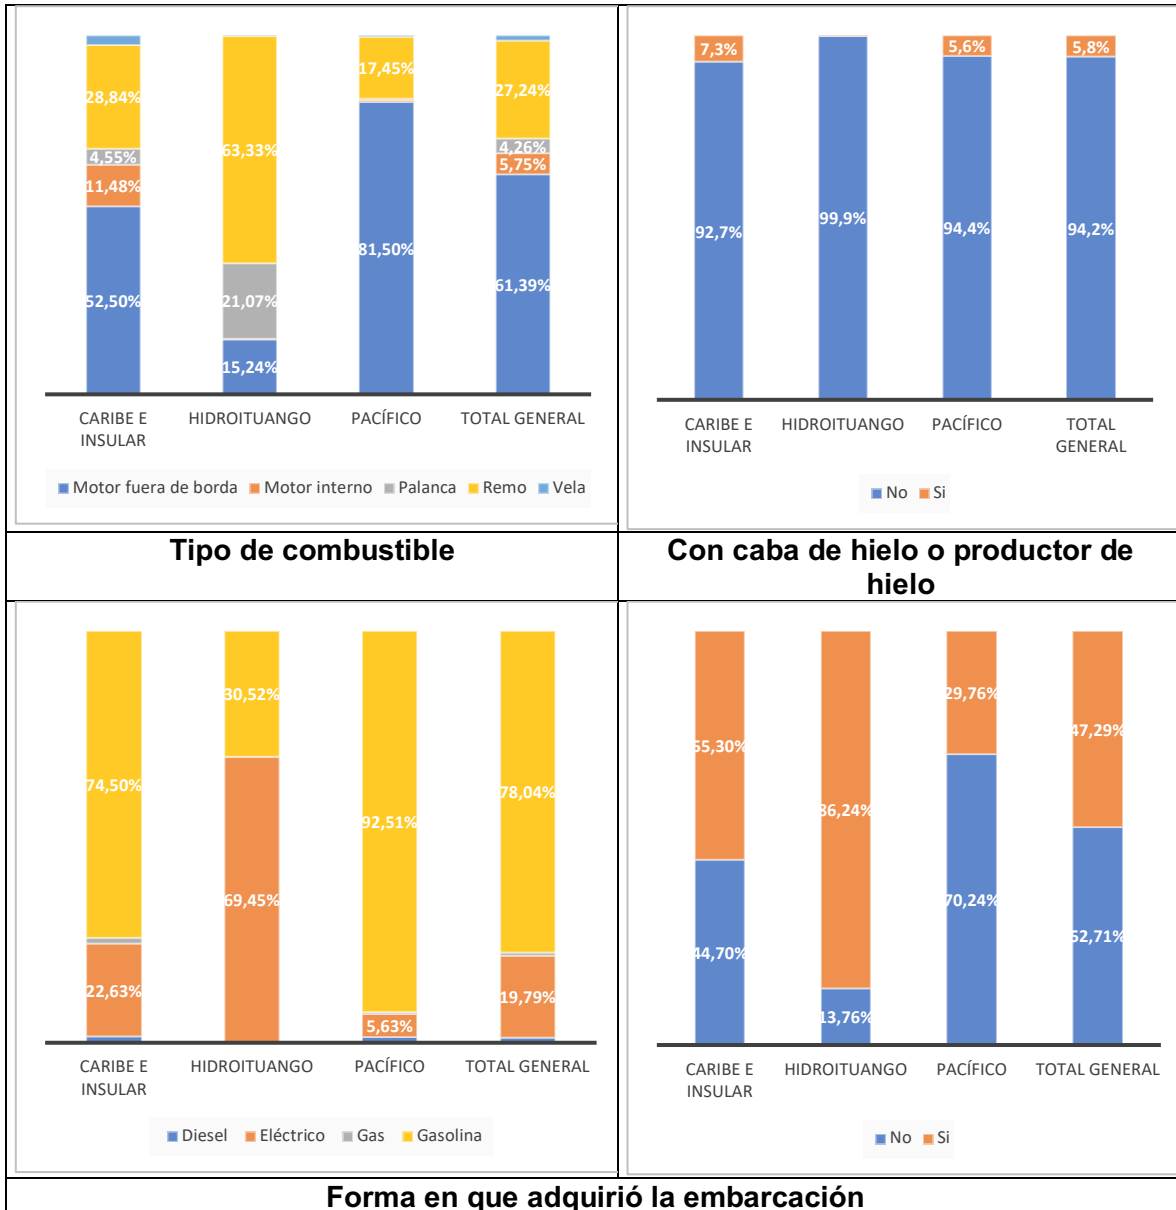 28,84%
4,55%
11,48%
52,50%
63,33%
21,07%
15,24%
17,45%
81,50%
27,24%
4,26%
5,75%
61,39%
CARIBE E
INSULAR
HIDROITUANGO
PACÍFICO
TOTAL GENERAL
Motor fuera de borda Motor interno Palanca Remo Vela
7,3%
92,7%
99,9%
5,6%
94,4%
5,8%
94,2%
CARIBE E
INSULAR
HIDROITUANGO
PACÍFICO
TOTAL
GENERAL
No Si
Tipo de combustible
Con caba de hielo o productor de
hielo
74,50%
22,63%
30,52%
69,45%
92,51%
5,63%
78,04%
19,79%
CARIBE E
INSULAR
HIDROITUANGO
PACÍFICO
TOTAL GENERAL
Diesel Eléctrico Gas Gasolina
55,30%
44,70%
86,24%
13,76%
29,76%
70,24%
47,29%
52,71%
CARIBE E
INSULAR
HIDROITUANGO
PACÍFICO
TOTAL GENERAL
No Si
Forma en que adquirió la embarcación